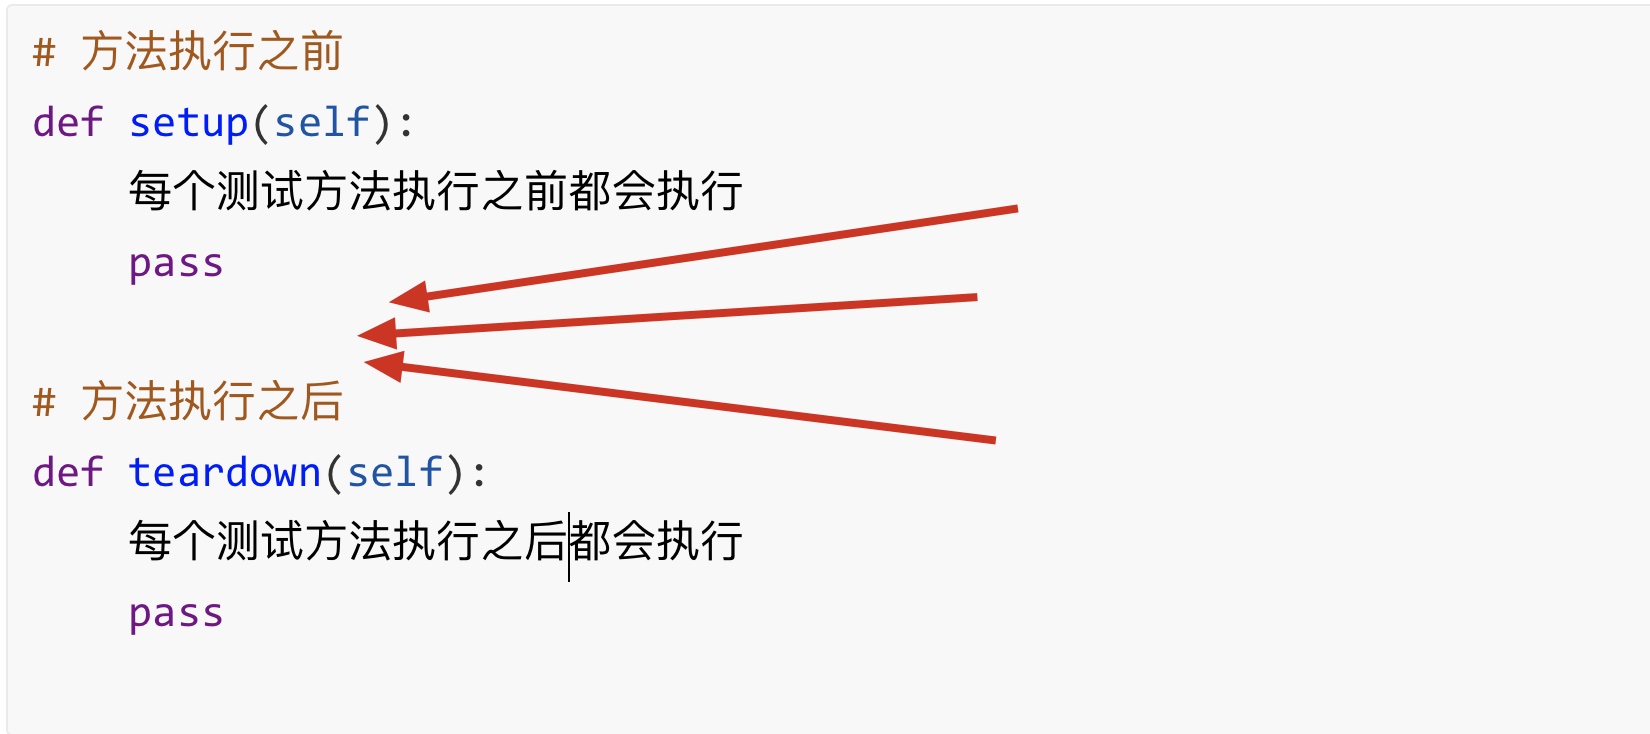 # 方法执行之前
def setup(self):
    每个测试方法执行之前都会执行
    pass
# 方法执行之后
def teardown(self):
    每个测试方法执行之后都会执行
    pass